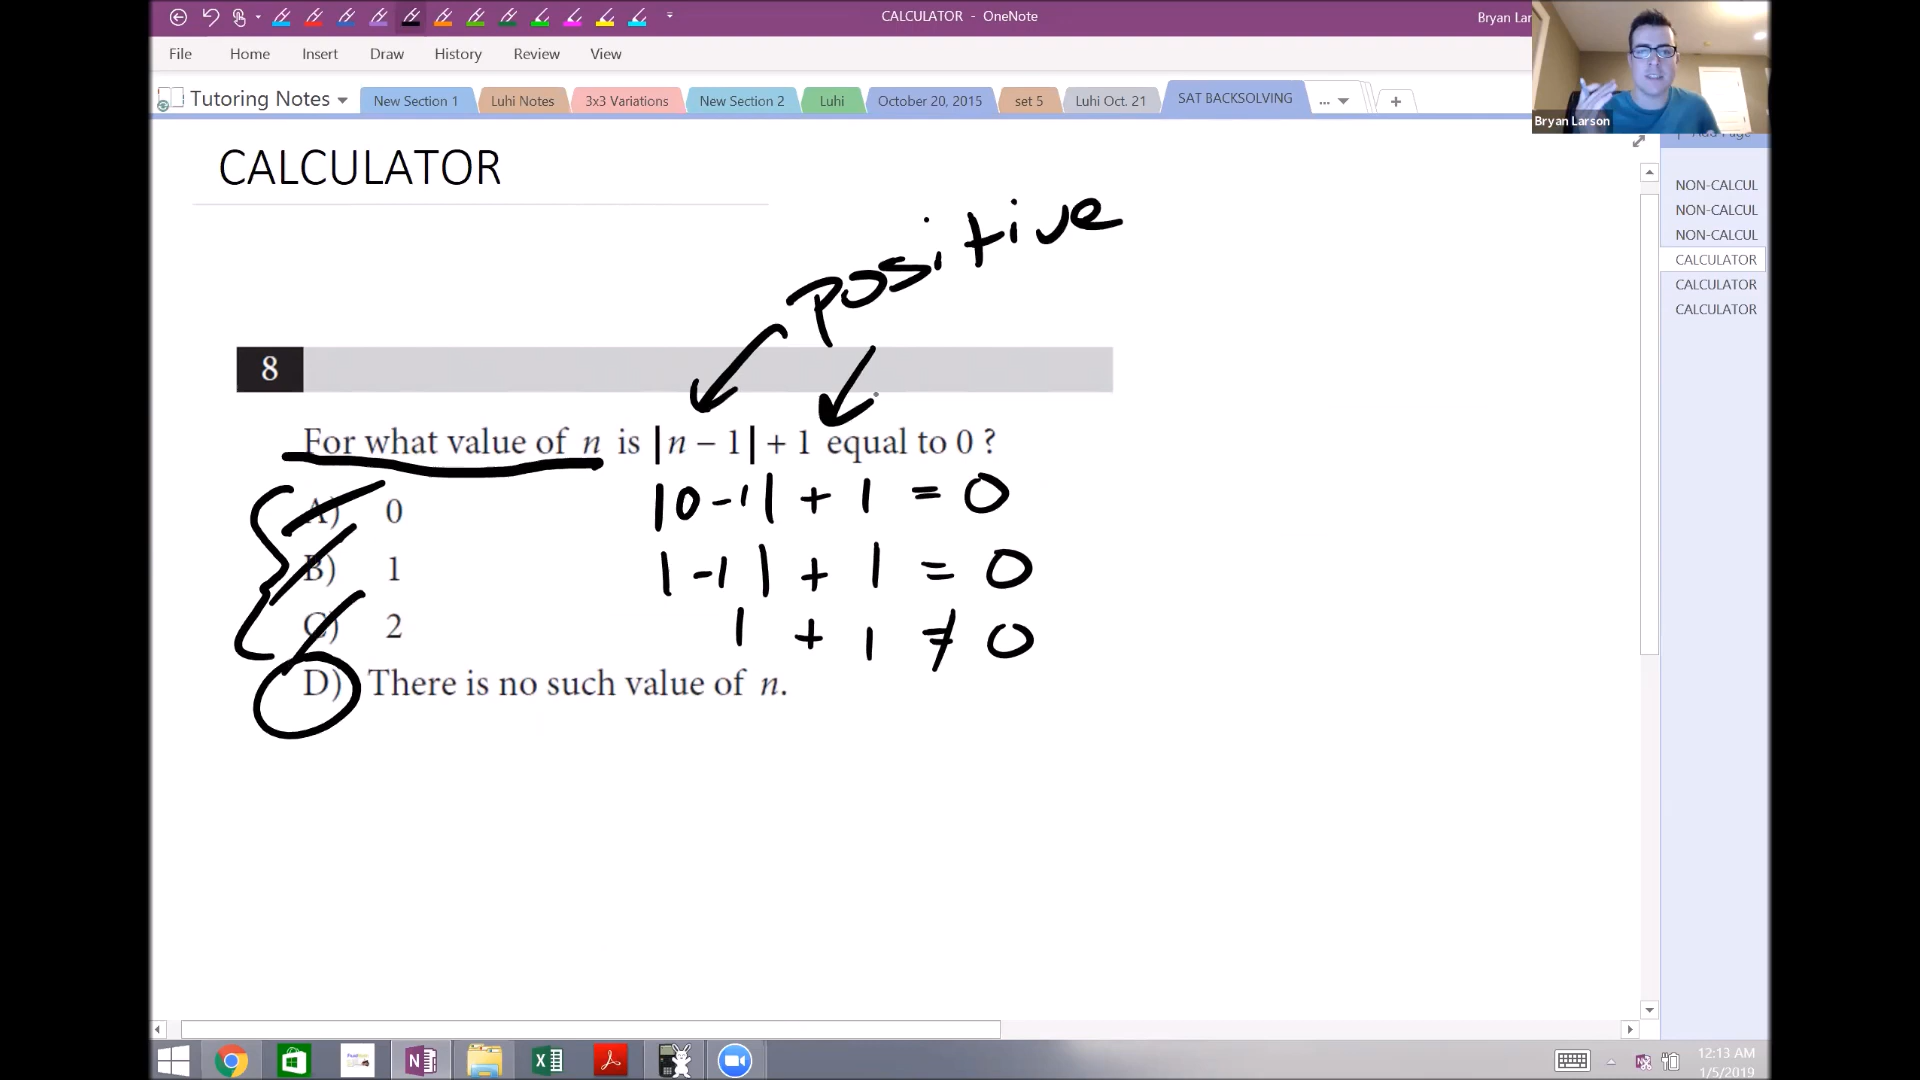 CALCULATOR - OneNote
Bryan Lar
File Home Insert Draw History Review View
Tutoring Notes New Section 1 Luhi Notes 3x3 Variations New Section 2 Luhi October 20, 2015 set 5 Luhi Oct. 21 SAT BACKSOLVING ... +
Bryan Larson
+ Add Page
CALCULATOR
NON-CALCUL
NON-CALCUL
NON-CALCUL
CALCULATOR
CALCULATOR
CALCULATOR
positive
8
For what value of n is |n − 1| + 1 equal to 0 ?
A) 0
|0 - 1| + 1 = 0
B) 1
|-1| + 1 = 0
C) 2
1 + 1 ≠ 0
D) There is no such value of n.
12:13 AM
1/5/2019